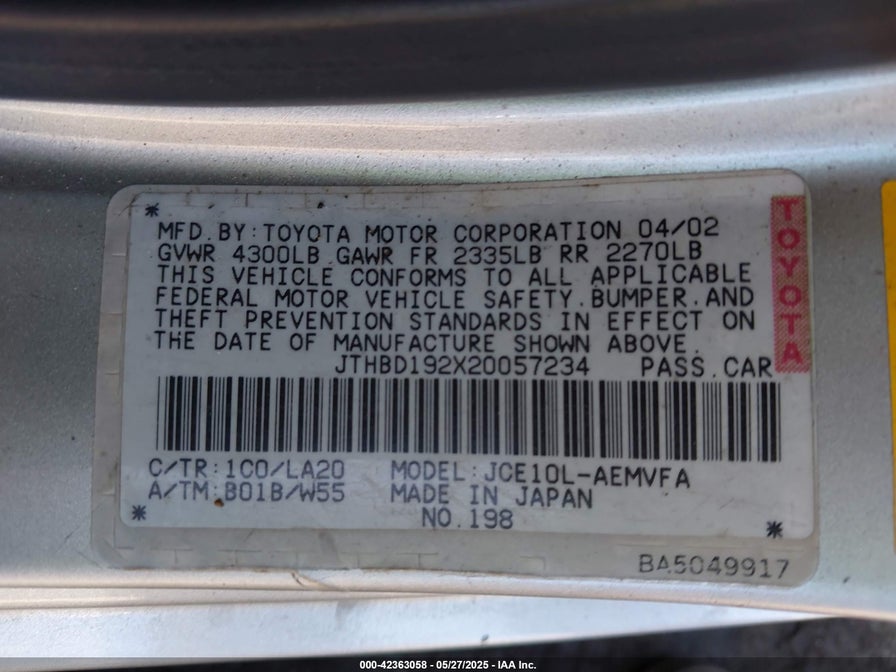 MFD.BY:TOYOTA MOTOR CORPORATION 04/02
GVWR 4300LB GAWR FR 2335LB RR 2270LB
THIS VEHICLE CONFORMS TO ALL APPLICABLE
FEDERAL MOTOR VEHICLE SAFETY.BUMPER.AND
THEFT PREVENTION STANDARDS IN EFFECT ON
THE DATE OF MANUFACTURE SHOWN ABOVE.
JTHBD192X20057234 PASS.CAR
TOYOTA
C/TR:1C0/LA20 MODEL:JCE10L-AEMVFA
A/TM:B01B/W55 MADE IN JAPAN
NO.198
BA5049917
000-42363058 - 05/27/2025 - IAA Inc.